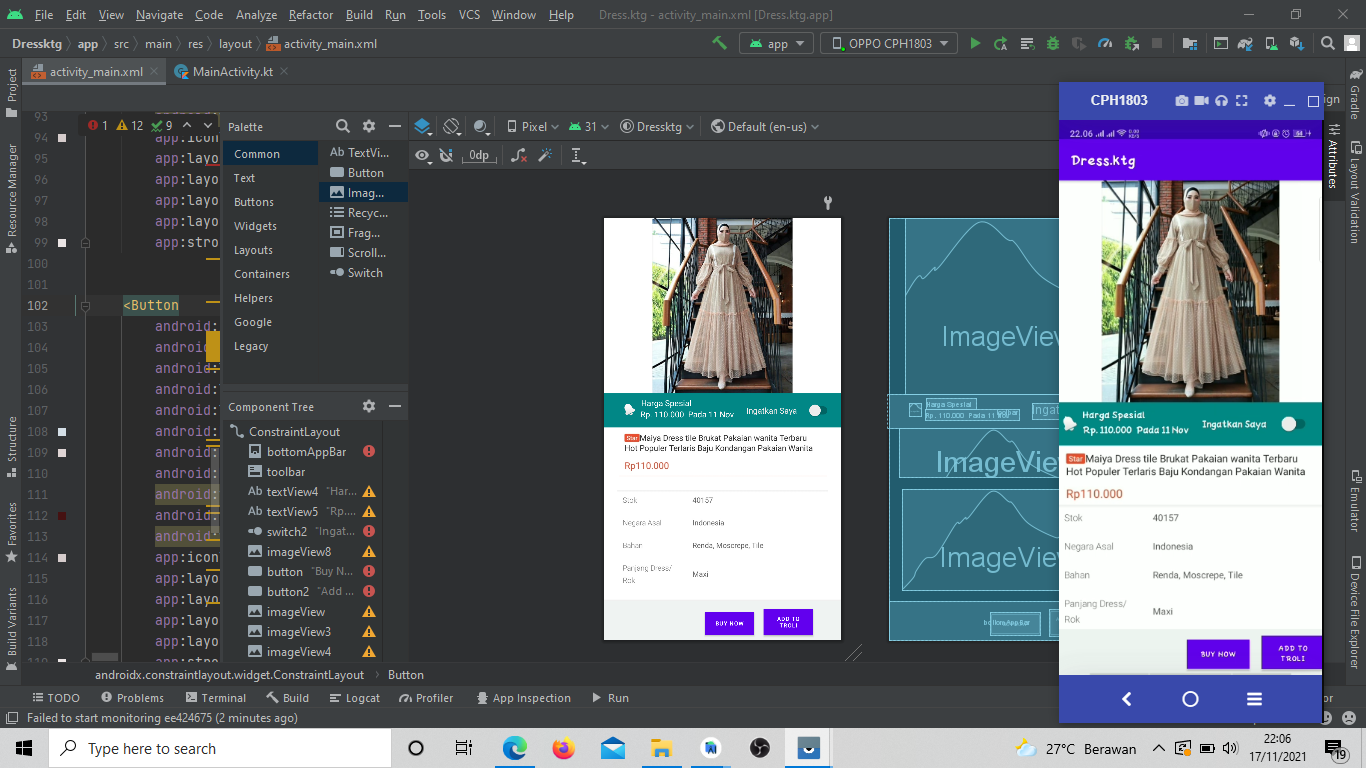 File Edit View Navigate Code Analyze Refactor Build Run Tools VCS Window Help Dress.ktg - activity_main.xml [Dress.ktg.app]
Dressktg app src main res layout activity_main.xml app OPPO CPH1803
activity_main.xml MainActivity.kt
Project
Resource Manager
Structure
Favorites
Build Variants
1 12 9
93
94 app:icon
95 app:layo
96 app:layo
97 app:layo
98 app:layo
99 app:stro
100
101
102 <Button
103 android:
104 android:
105 android:
106 android:
107 android:
108 android:
109 android:
110 android:
111 android:
112 android:
113 android:
114 app:icon
115 app:layo
116 app:layo
117 app:layo
118 app:layo
Palette
Common
Text
Buttons
Widgets
Layouts
Containers
Helpers
Google
Legacy
Ab TextVi...
Button
Imag...
Recyc...
Frag...
Scroll...
Switch
Component Tree
ConstraintLayout
bottomAppBar
toolbar
Ab textView4 "Har...
Ab textView5 "Rp....
switch2 "Ingat...
imageView8
button "Buy N...
button2 "Add ...
imageView
imageView3
imageView4
Pixel 31 Dressktg Default (en-us)
0dp
Harga Spesial
Rp. 110.000 Pada 11 Nov Ingatkan Saya
Star Maiya Dress tile Brukat Pakaian wanita Terbaru
Hot Populer Terlaris Baju Kondangan Pakaian Wanita
Rp110.000
Stok 40157
Negara Asal Indonesia
Bahan Renda, Moscrepe, Tile
Panjang Dress/
Rok
Maxi
BUY NOW ADD TO
TROLI
ImageView
Harga Spesial
Rp. 110.000 Pada 11
Ingat
ImageView
ImageView
bottomAppBar
CPH1803
22.06
Dress.ktg
Harga Spesial
Rp. 110.000 Pada 11 Nov Ingatkan Saya
Star Maiya Dress tile Brukat Pakaian wanita Terbaru
Hot Populer Terlaris Baju Kondangan Pakaian Wanita
Rp110.000
Stok 40157
Negara Asal Indonesia
Bahan Renda, Moscrepe, Tile
Panjang Dress/
Rok
Maxi
BUY NOW ADD TO
TROLI
ign
Gradle
Attributes
Layout Validation
Emulator
Device File Explorer
androidx.constraintlayout.widget.ConstraintLayout Button
TODO Problems Terminal Build Logcat Profiler App Inspection Run or
Failed to start monitoring ee424675 (2 minutes ago)
Type here to search 27°C Berawan 22:06
17/11/2021 19